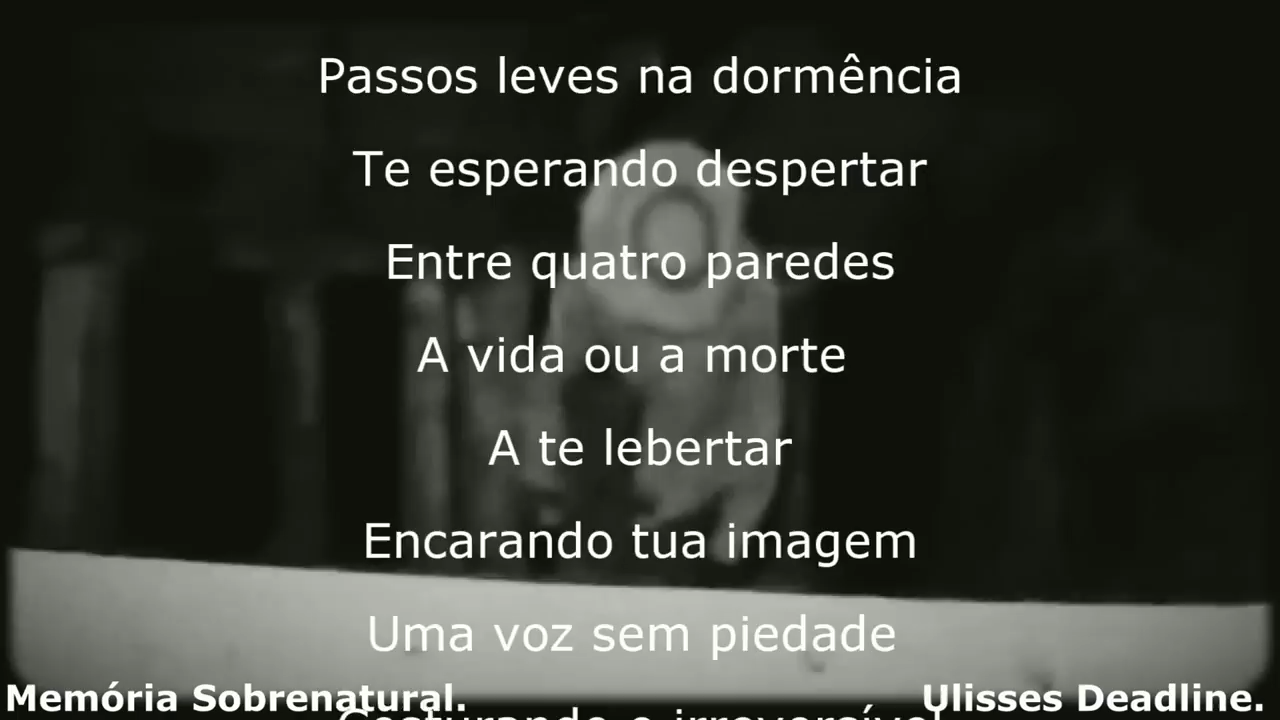 Passos leves na dormência
Te esperando despertar
Entre quatro paredes
A vida ou a morte
A te lebertar
Encarando tua imagem
Uma voz sem piedade
Memória Sobrenatural.
Ulisses Deadline.